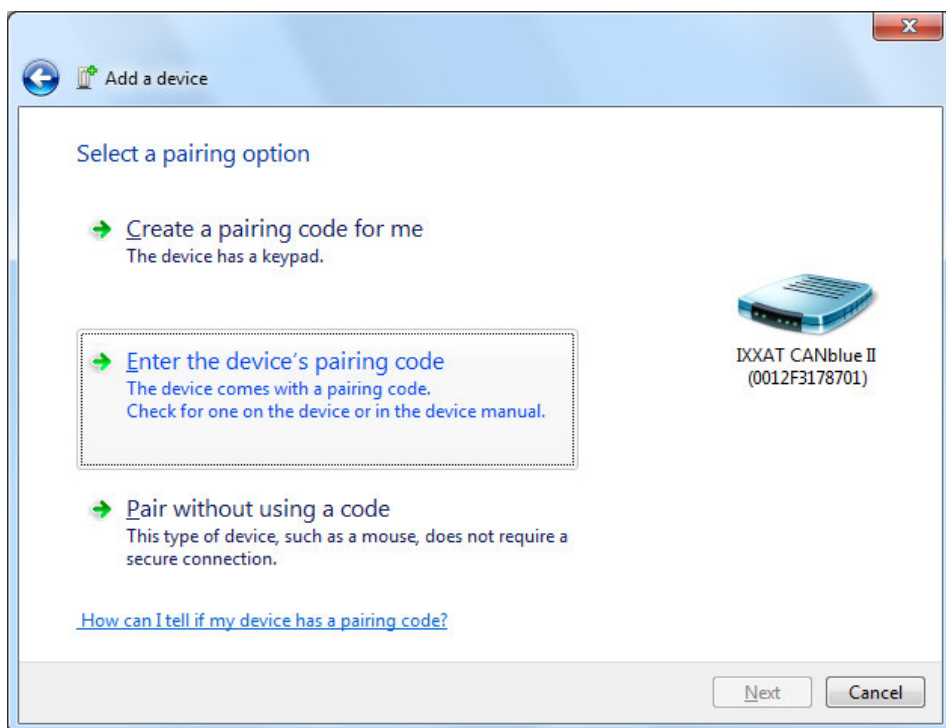 Add a device
Select a pairing option
Create a pairing code for me
The device has a keypad.
Enter the device's pairing code
The device comes with a pairing code.
Check for one on the device or in the device manual.
IXXAT CANblue II
(0012F3178701)
Pair without using a code
This type of device, such as a mouse, does not require a
secure connection.
How can I tell if my device has a pairing code?
Next
Cancel